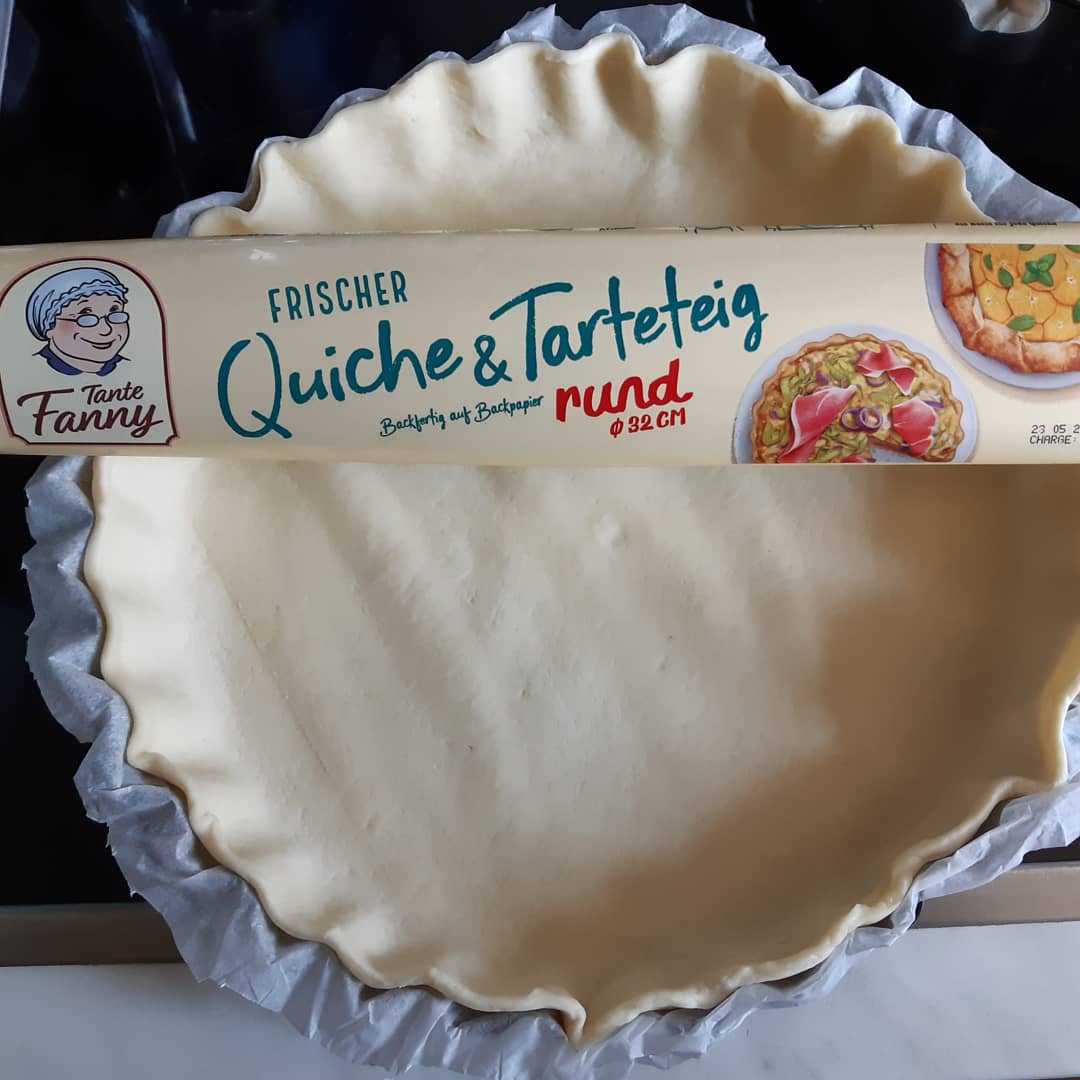 Tante
Fanny
FRISCHER
Quiche & Tarteteig
Backfertig auf Backpapier
rund
Ø 32 CM
23 05 2
CHARGE: